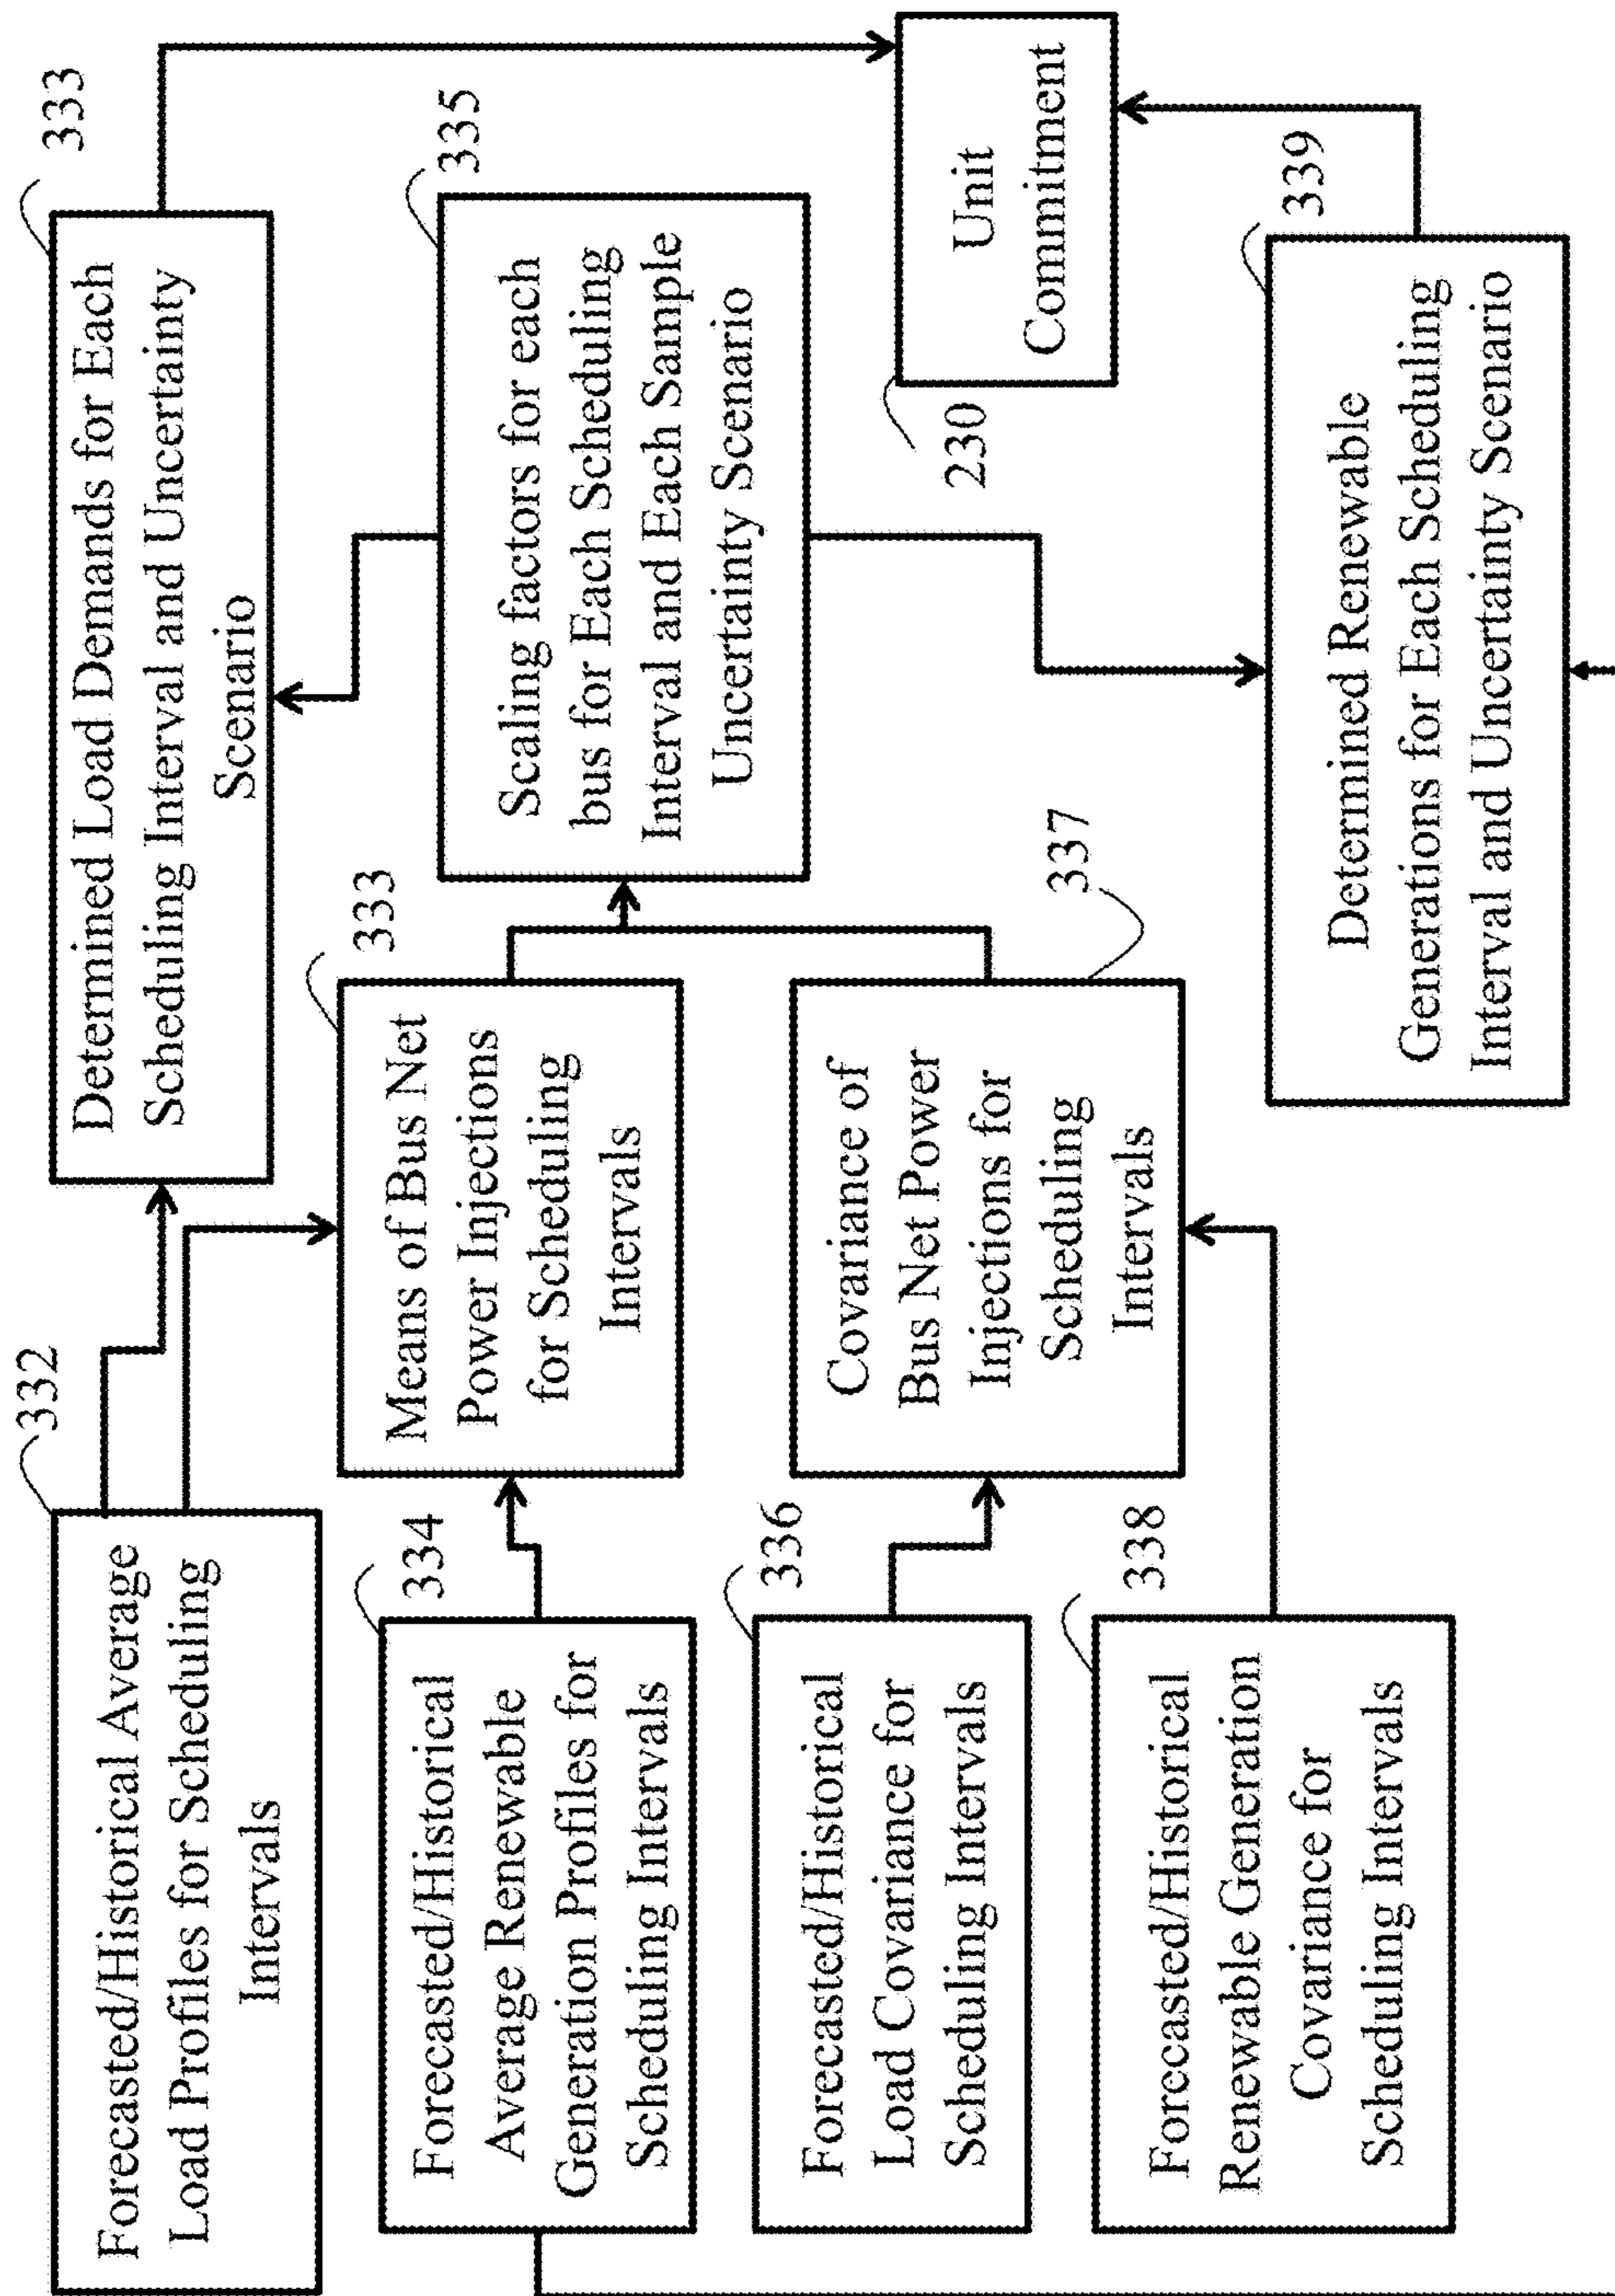 332
Forecasted/Historical Average
Load Profiles for Scheduling
Intervals
333
Determined Load Demands for Each
Scheduling Interval and Uncertainty
Scenario
334
Forecasted/Historical
Average Renewable
Generation Profiles for
Scheduling Intervals
333
Means of Bus Net
Power Injections
for Scheduling
Intervals
335
Scaling factors for each
bus for Each Scheduling
Interval and Each Sample
Uncertainty Scenario
336
Forecasted/Historical
Load Covariance for
Scheduling Intervals
337
Covariance of
Bus Net Power
Injections for
Scheduling
Intervals
230
Unit
Commitment
338
Forecasted/Historical
Renewable Generation
Covariance for
Scheduling Intervals
339
Determined Renewable
Generations for Each Scheduling
Interval and Uncertainty Scenario